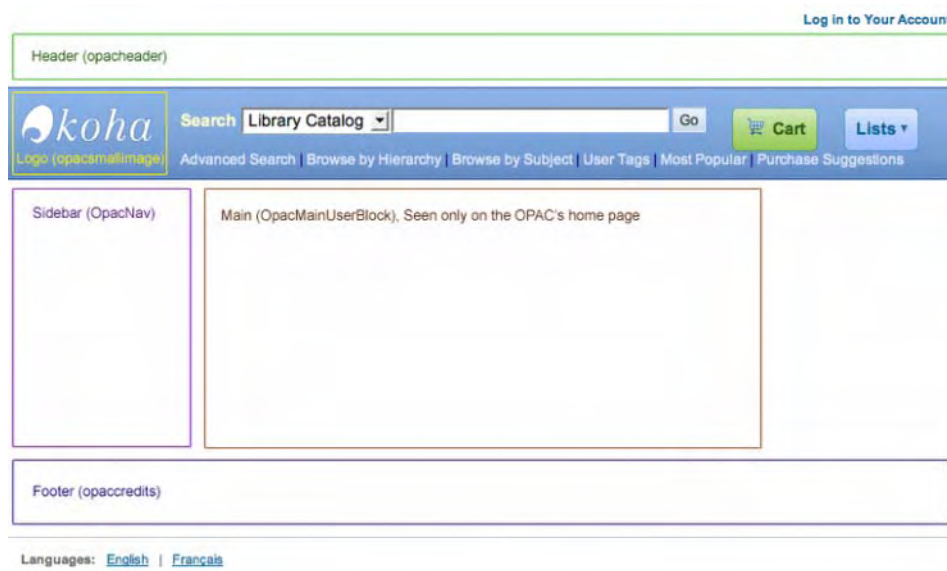 Log in to Your Accoun
Header (opacheader)
koha
Search Library Catalog Go Cart Lists
Logo (opacsmallimage)
Advanced Search | Browse by Hierarchy | Browse by Subject | User Tags | Most Popular | Purchase Suggestions
Sidebar (OpacNav)
Main (OpacMainUserBlock), Seen only on the OPAC's home page
Footer (opaccredits)
Languages: English | Français